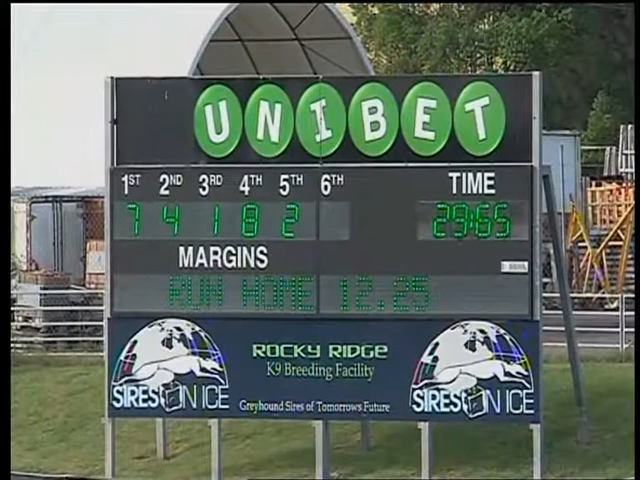 UNIBET
1ST 2ND 3RD 4TH 5TH 6TH TIME
7 4 1 8 2 29:65
MARGINS
RUN HOME 12.25
ROCKY RIDGE
K9 Breeding Facility
SIRES ON ICE
Greyhound Sires of Tomorrows Future
SIRES ON ICE